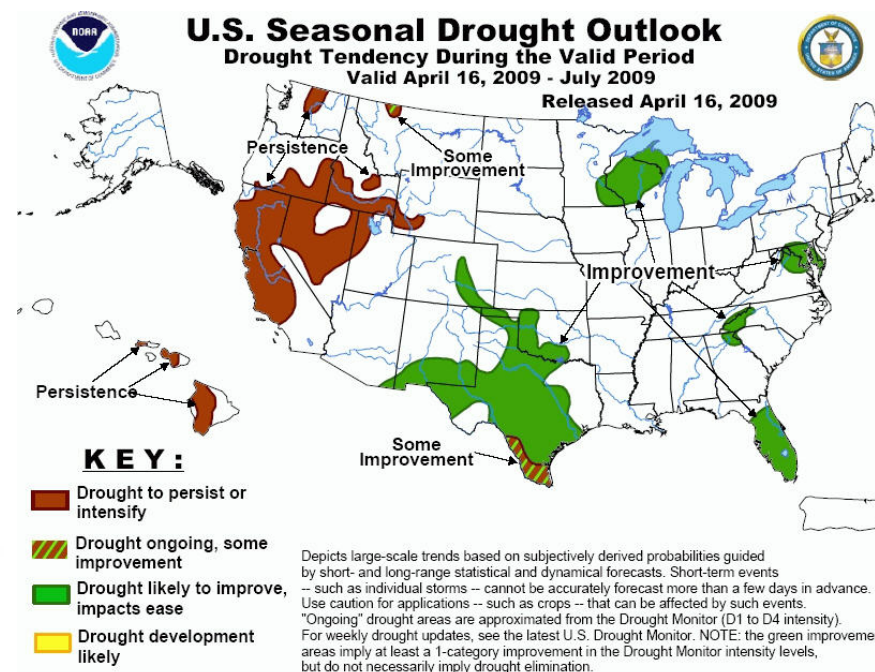 NOAA
U.S. Seasonal Drought Outlook
Drought Tendency During the Valid Period
Valid April 16, 2009 - July 2009
Released April 16, 2009
Persistence
Some
Improvement
Improvement
Persistence
Some
Improvement
KEY:
Drought to persist or
intensify
Drought ongoing, some
improvement
Drought likely to improve,
impacts ease
Drought development
likely
Depicts large-scale trends based on subjectively derived probabilities guided
by short- and long-range statistical and dynamical forecasts. Short-term events
-- such as individual storms -- cannot be accurately forecast more than a few days in advance.
Use caution for applications -- such as crops -- that can be affected by such events.
"Ongoing" drought areas are approximated from the Drought Monitor (D1 to D4 intensity).
For weekly drought updates, see the latest U.S. Drought Monitor. NOTE: the green improveme
areas imply at least a 1-category improvement in the Drought Monitor intensity levels,
but do not necessarily imply drought elimination.